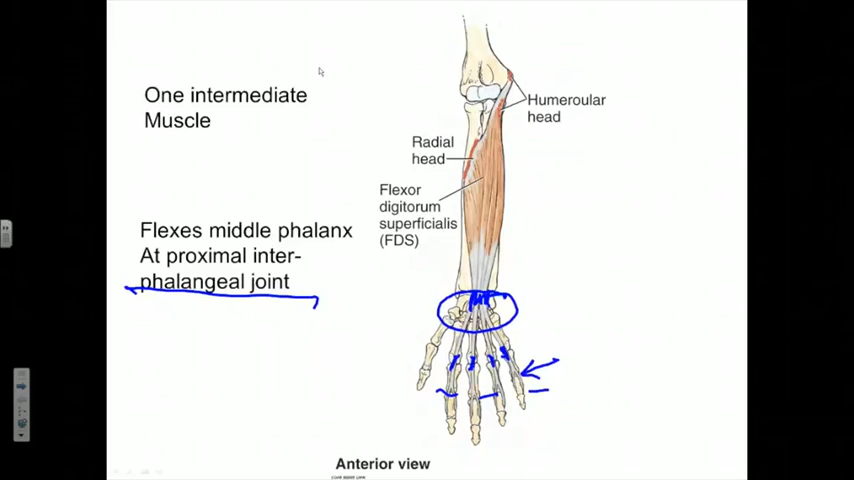 One intermediate
Muscle
Humeroular
head
Radial
head
Flexor
digitorum
superficialis
(FDS)
Flexes middle phalanx
At proximal inter-
phalangeal joint
Anterior view